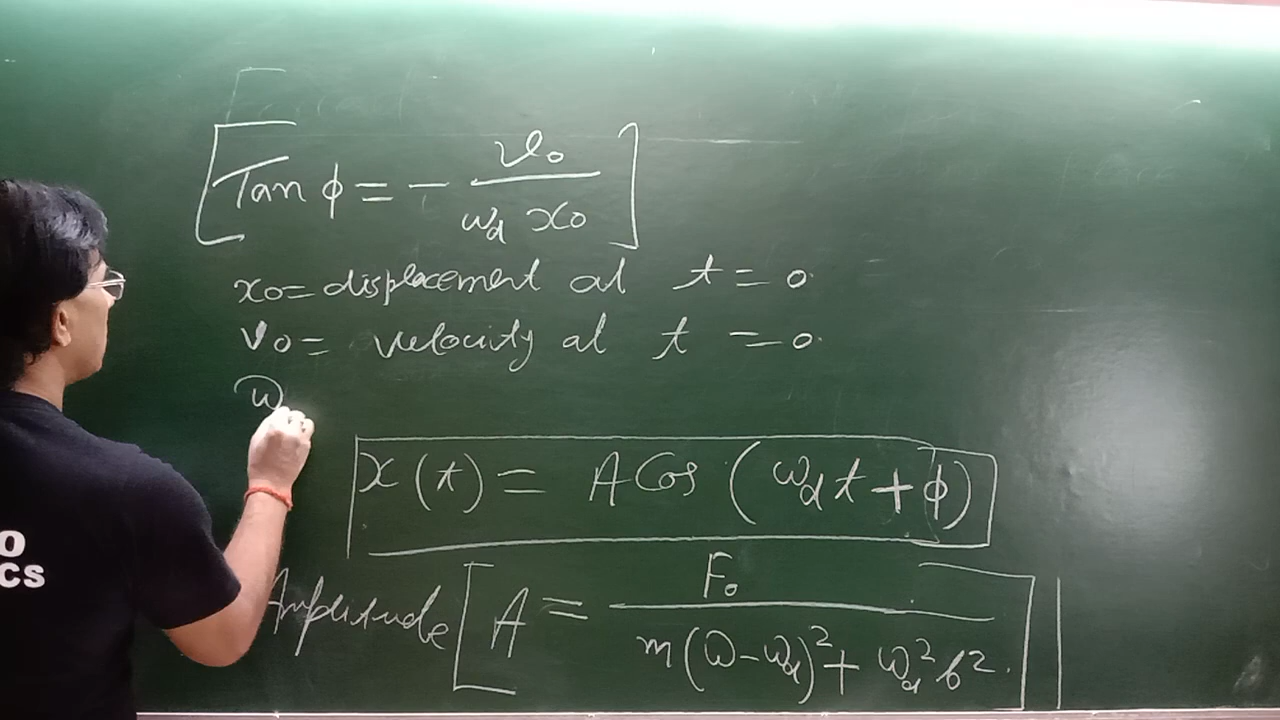 Tan ϕ = - v₀ / ω_d x₀
x₀ = displacement at t = 0
v₀ = velocity at t = 0
ω
x(t) = A Cos (ω_d t + ϕ)
Amplitude [ A = F₀ / m(ω - ω_d)² + ω_d² b² ]
O
CS